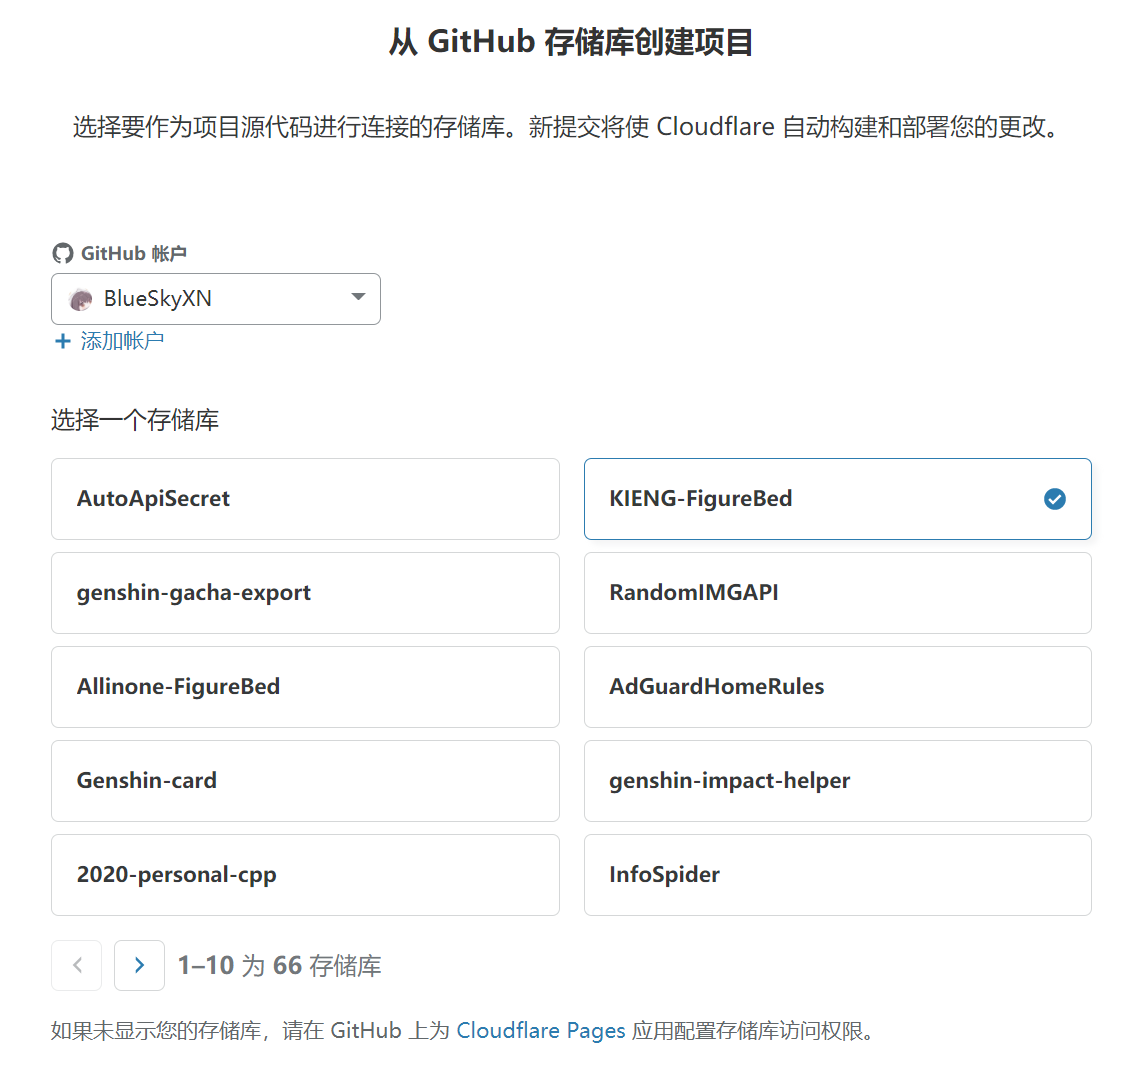 从 GitHub 存储库创建项目
选择要作为项目源代码进行连接的存储库。新提交将使 Cloudflare 自动构建和部署您的更改。
GitHub 帐户
BlueSkyXN
+ 添加帐户
选择一个存储库
AutoApiSecret
KIENG-FigureBed
genshin-gacha-export
RandomIMGAPI
Allinone-FigureBed
AdGuardHomeRules
Genshin-card
genshin-impact-helper
2020-personal-cpp
InfoSpider
1–10 为 66 存储库
如果未显示您的存储库，请在 GitHub 上为 Cloudflare Pages 应用配置存储库访问权限。